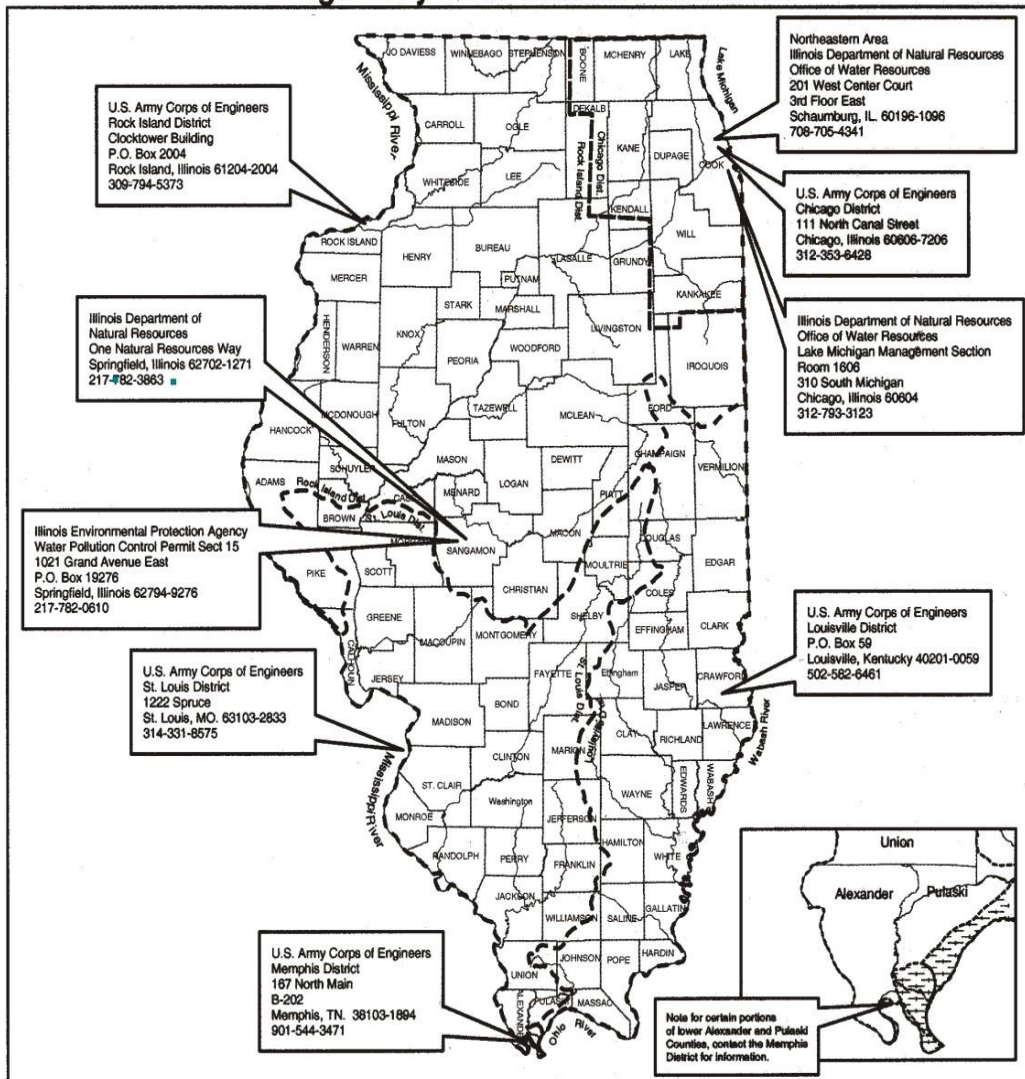 Northeastern Area
Illinois Department of Natural Resources
Office of Water Resources
201 West Center Court
3rd Floor East
Schaumburg, IL. 60196-1096
708-705-4341
U.S. Army Corps of Engineers
Rock Island District
Clocktower Building
P.O. Box 2004
Rock Island, Illinois 61204-2004
309-794-5373
U.S. Army Corps of Engineers
Chicago District
111 North Canal Street
Chicago, Illinois 60606-7206
312-353-6428
Illinois Department of Natural Resources
Office of Water Resources
Lake Michigan Management Section
Room 1606
310 South Michigan
Chicago, Illinois 60604
312-793-3123
Illinois Department of
Natural Resources
One Natural Resources Way
Springfield, Illinois 62702-1271
217-782-3863
Illinois Environmental Protection Agency
Water Pollution Control Permit Sect 15
1021 Grand Avenue East
P.O. Box 19276
Springfield, Illinois 62794-9276
217-782-0610
U.S. Army Corps of Engineers
St. Louis District
1222 Spruce
St. Louis, MO. 63103-2833
314-331-8575
U.S. Army Corps of Engineers
Louisville District
P.O. Box 59
Louisville, Kentucky 40201-0059
502-582-6461
U.S. Army Corps of Engineers
Memphis District
167 North Main
B-202
Memphis, TN. 38103-1894
901-544-3471
Note for certain portions
of lower Alexander and Pulaski
Counties, contact the Memphis
District for information.
Union
Alexander
Pulaski
JO DAVIESS
WINNEBAGO
STEPHENSON
BOONE
MCHENRY
LAKE
Lake Michigan
Mississippi River
CARROLL
OGLE
DEKALB
KANE
DUPAGE
COOK
Chicago Dist.
Rock Island Dist.
WHITESIDE
LEE
KENDALL
WILL
ROCK ISLAND
HENRY
BUREAU
LASALLE
GRUNDY
MERCER
PUTNAM
KANKAKEE
STARK
MARSHALL
HENDERSON
WARREN
KNOX
PEORIA
WOODFORD
LIVINGSTON
IROQUOIS
MCDONOUGH
FULTON
TAZEWELL
MCLEAN
FORD
HANCOCK
SCHUYLER
MASON
LOGAN
DEWITT
CHAMPAIGN
VERMILION
ADAMS
Rock Island Dist.
BROWN
MENARD
PIATT
St. Louis Dist.
SANGAMON
MACON
DOUGLAS
EDGAR
PIKE
SCOTT
CHRISTIAN
MOULTRIE
COLES
GREENE
MACOUPIN
MONTGOMERY
SHELBY
EFFINGHAM
CLARK
CALHOUN
JERSEY
FAYETTE
Effingham
JASPER
CRAWFORD
MADISON
BOND
St. Louis Dist.
CLAY
RICHLAND
LAWRENCE
Wabash River
CLINTON
MARION
Mississippi River
ST. CLAIR
Washington
WAYNE
EDWARDS
WABASH
MONROE
JEFFERSON
RANDOLPH
PERRY
HAMILTON
WHITE
FRANKLIN
JACKSON
WILLIAMSON
SALINE
GALLATIN
UNION
JOHNSON
POPE
HARDIN
MASSAC
Ohio River